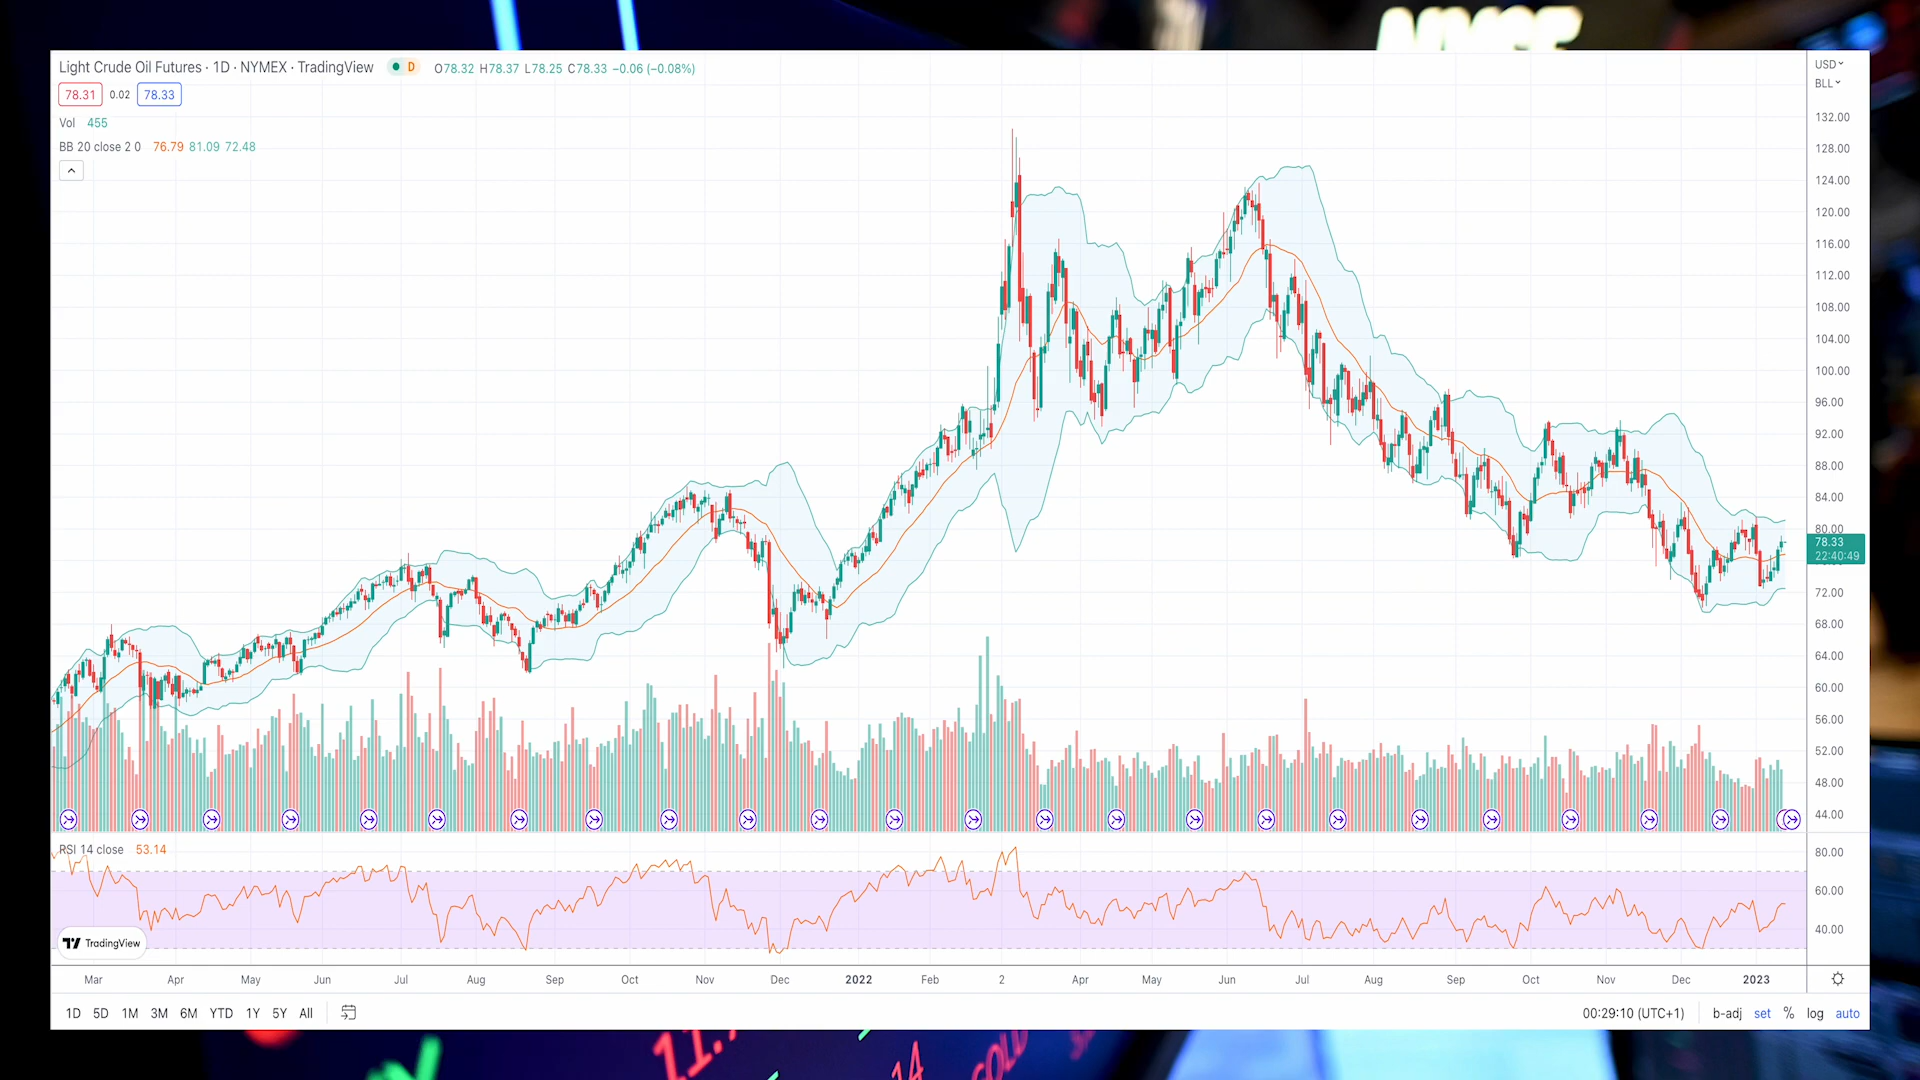 Light Crude Oil Futures · 1D · NYMEX · TradingView D O78.32 H78.37 L78.25 C78.33 −0.06 (−0.08%)
78.31 0.02 78.33
Vol 455
BB 20 close 2 0 76.79 81.09 72.48
USD
BLL
132.00
128.00
124.00
120.00
116.00
112.00
108.00
104.00
100.00
96.00
92.00
88.00
84.00
80.00
78.33
22:40:49
72.00
68.00
64.00
60.00
56.00
52.00
48.00
44.00
RSI 14 close 53.14
80.00
60.00
40.00
TradingView
Mar Apr May Jun Jul Aug Sep Oct Nov Dec 2022 Feb 2 Apr May Jun Jul Aug Sep Oct Nov Dec 2023
1D 5D 1M 3M 6M YTD 1Y 5Y All 00:29:10 (UTC+1) b-adj set % log auto
14 GOLD